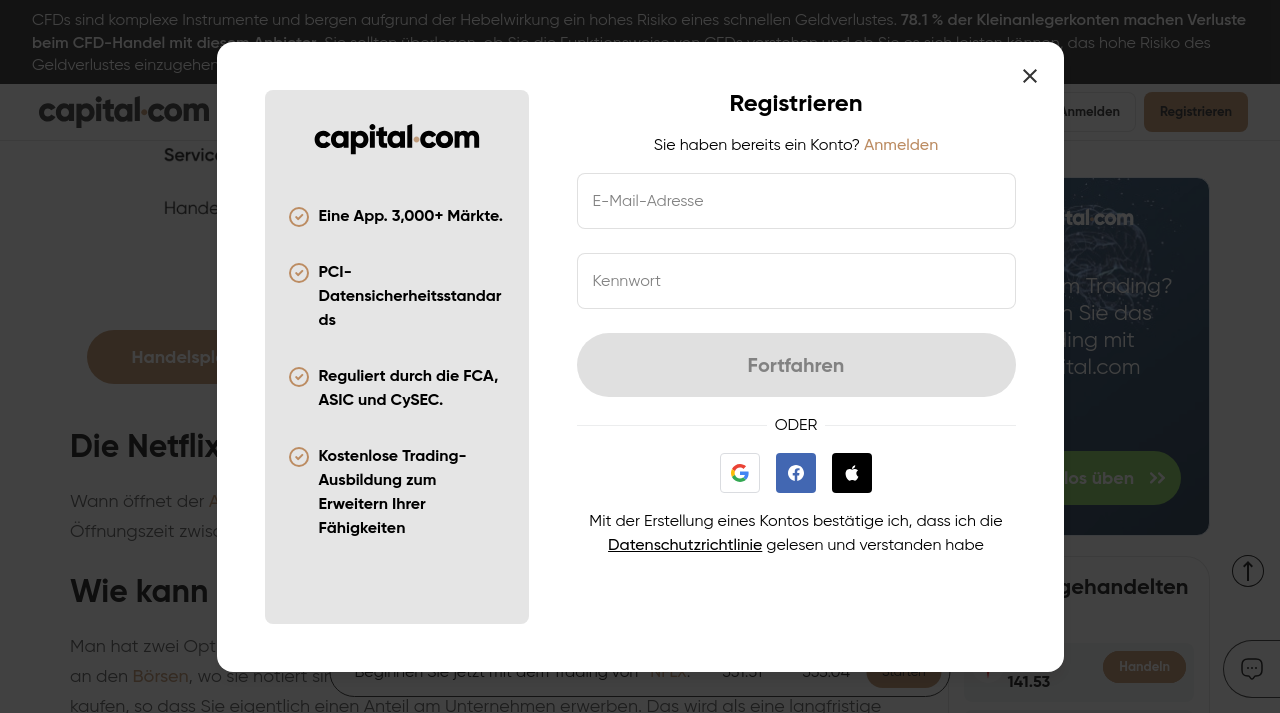 CFDs sind komplexe Instrumente und bergen aufgrund der Hebelwirkung ein hohes Risiko eines schnellen Geldverlustes. 78.1 % der Kleinanlegerkonten machen Verluste
beim CFD-Handel mit diesem Anbieter. Sie sollten überlegen, ob Sie die Funktionsweise von CFDs verstehen und ob Sie es sich leisten können, das hohe Risiko des
Geldverlustes einzugehen
capital.com
Anmelden
Registrieren
Service
Hande
Handelspl
Die Netflix
Wann öffnet der A
Öffnungszeit zwisc
Wie kann
Man hat zwei Opt
an den Börsen, wo sie notiert sin
kaufen, so dass Sie eigentlich einen Anteil am Unternehmen erwerben. Das wird als eine langfristige
capital.com
Eine App. 3,000+ Märkte.
PCI-
Datensicherheitsstandar
ds
Reguliert durch die FCA,
ASIC und CySEC.
Kostenlose Trading-
Ausbildung zum
Erweitern Ihrer
Fähigkeiten
Registrieren
Sie haben bereits ein Konto? Anmelden
E-Mail-Adresse
Kennwort
Fortfahren
ODER
Mit der Erstellung eines Kontos bestätige ich, dass ich die
Datenschutzrichtlinie gelesen und verstanden habe
tal.com
m Trading?
n Sie das
ling mit
ital.com
los üben
gehandelten
Handeln
141.53
Beginnen Sie jetzt mit dem Trading von NFLX.